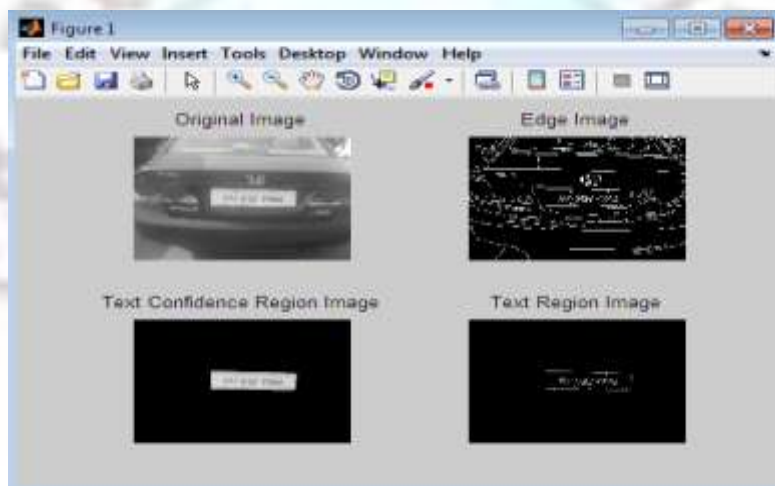 Figure 1
File Edit View Insert Tools Desktop Window Help
Original Image
Edge Image
Text Confidence Region Image
Text Region Image